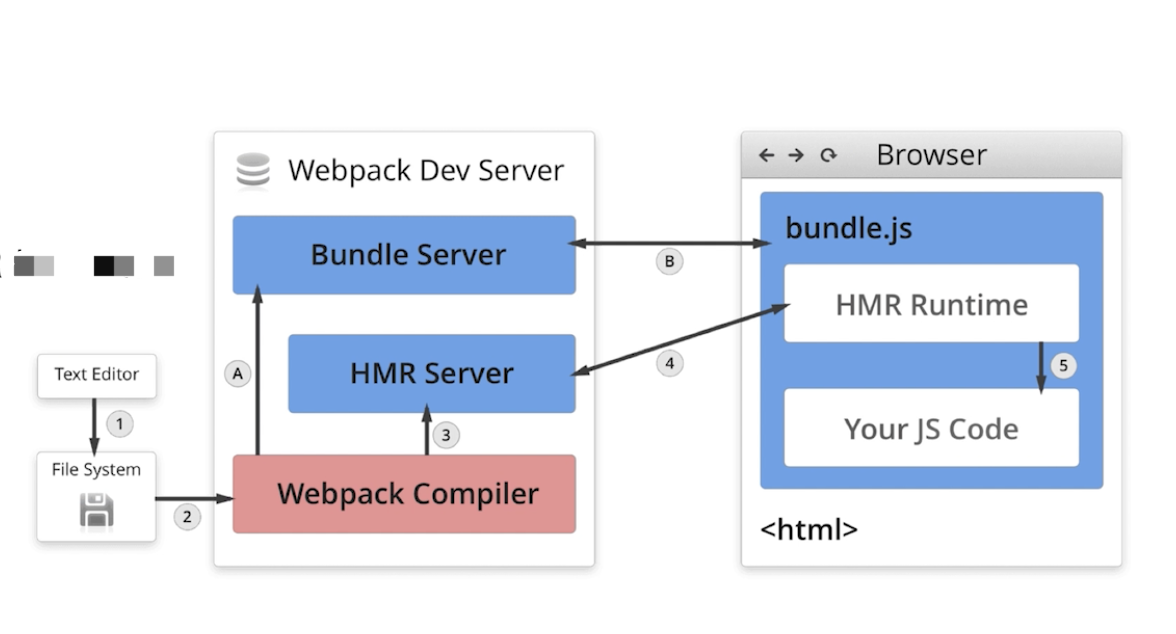 Webpack Dev Server
Bundle Server
HMR Server
Webpack Compiler
A
3
Text Editor
1
File System
2
B
4
Browser
bundle.js
HMR Runtime
5
Your JS Code
<html>